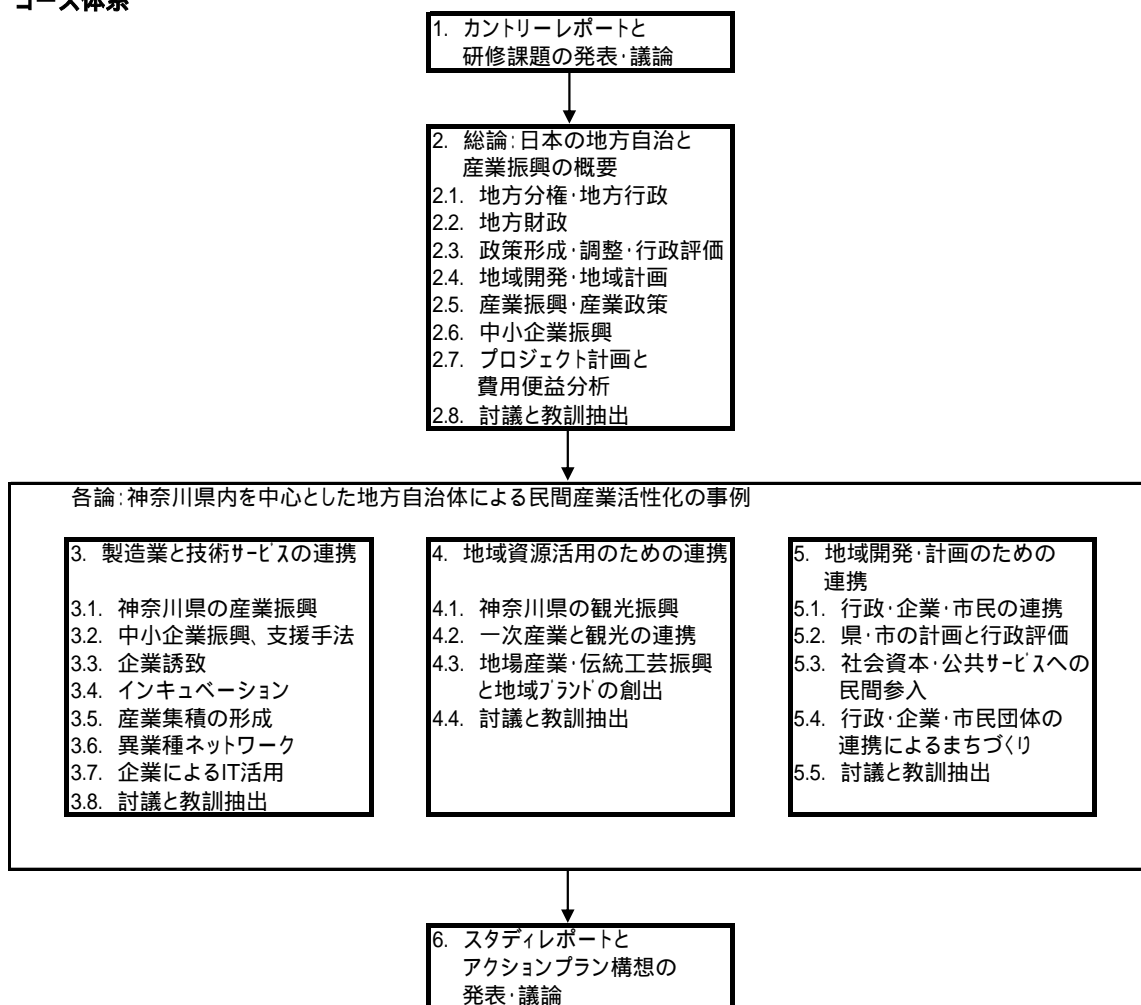 コース体系
1. カントリーレポートと
研修課題の発表･議論
2. 総論:日本の地方自治と
産業振興の概要
2.1. 地方分権･地方行政
2.2. 地方財政
2.3. 政策形成･調整･行政評価
2.4. 地域開発･地域計画
2.5. 産業振興･産業政策
2.6. 中小企業振興
2.7. プロジェクト計画と
費用便益分析
2.8. 討議と教訓抽出
各論:神奈川県内を中心とした地方自治体による民間産業活性化の事例
3. 製造業と技術ｻｰﾋﾞｽの連携
3.1. 神奈川県の産業振興
3.2. 中小企業振興、支援手法
3.3. 企業誘致
3.4. インキュベーション
3.5. 産業集積の形成
3.6. 異業種ネットワーク
3.7. 企業によるIT活用
3.8. 討議と教訓抽出
4. 地域資源活用のための連携
4.1. 神奈川県の観光振興
4.2. 一次産業と観光の連携
4.3. 地場産業･伝統工芸振興
と地域ﾌﾞﾗﾝﾄﾞの創出
4.4. 討議と教訓抽出
5. 地域開発･計画のための
連携
5.1. 行政･企業･市民の連携
5.2. 県･市の計画と行政評価
5.3. 社会資本･公共ｻｰﾋﾞｽへの
民間参入
5.4. 行政･企業･市民団体の
連携によるまちづくり
5.5. 討議と教訓抽出
6. スタディレポートと
アクションプラン構想の
発表･議論